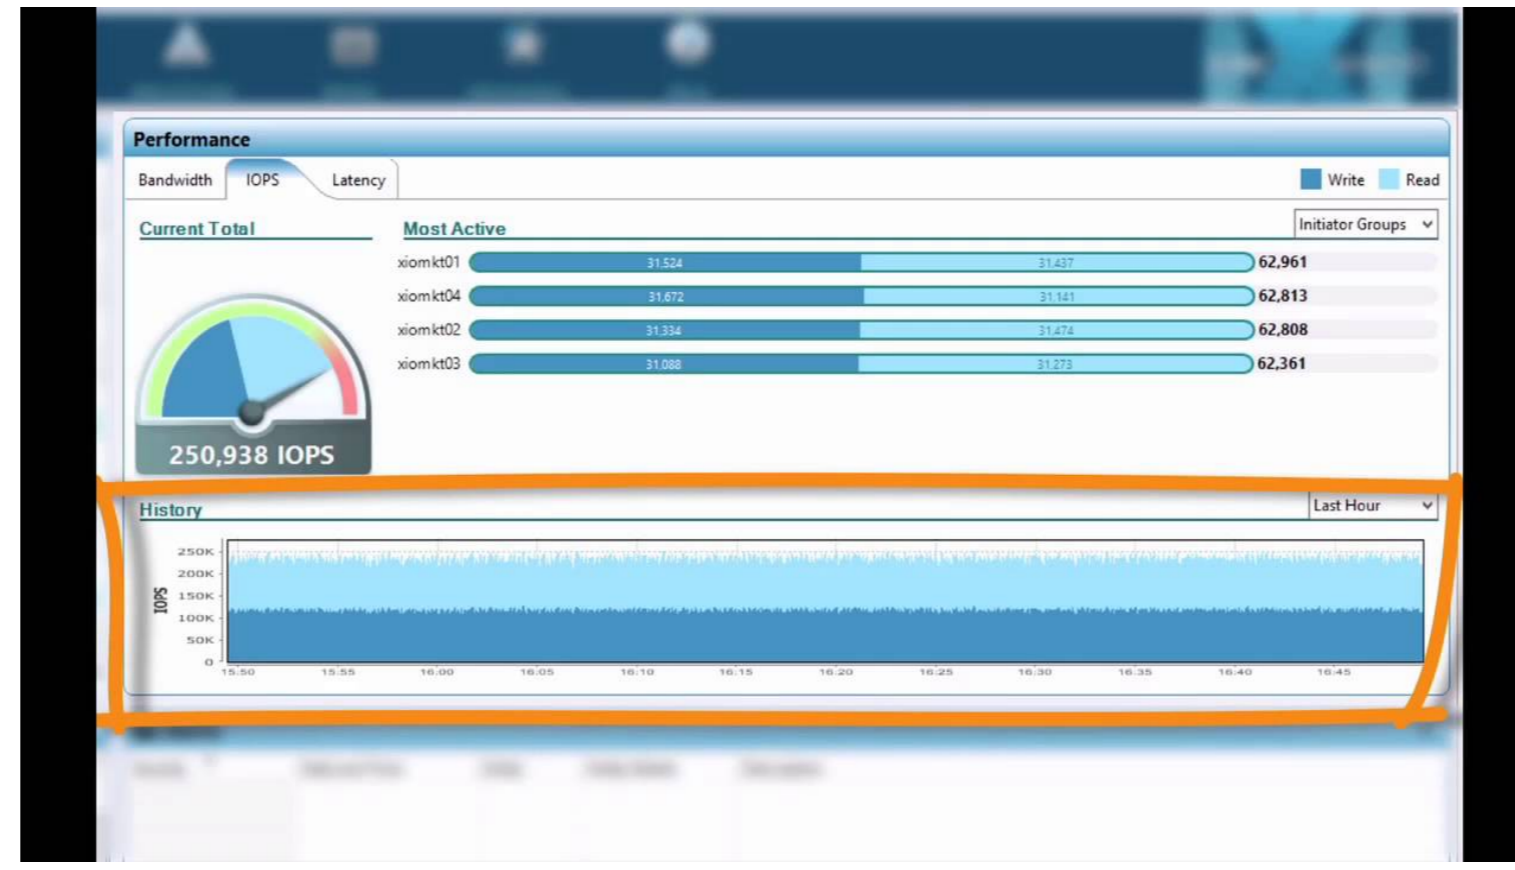 Performance
Bandwidth IOPS Latency Write Read
Current Total Most Active Initiator Groups
xiomkt01 31,524 31,437 62,961
xiomkt04 31,672 31,141 62,813
xiomkt02 31,334 31,474 62,808
xiomkt03 31,088 31,273 62,361
250,938 IOPS
History Last Hour
IOPS
250K
200K
150K
100K
50K
0
15:50 15:55 16:00 16:05 16:10 16:15 16:20 16:25 16:30 16:35 16:40 16:45